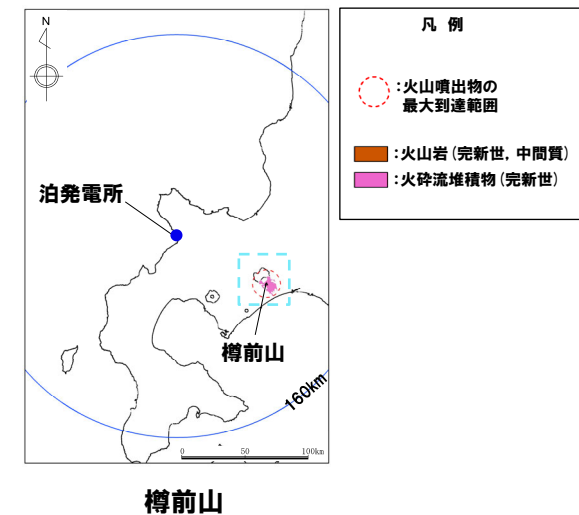 N
泊発電所
樽前山
160km
0 50 100km
樽前山
凡 例
:火山噴出物の
最大到達範囲
:火山岩(完新世, 中間質)
:火砕流堆積物(完新世)